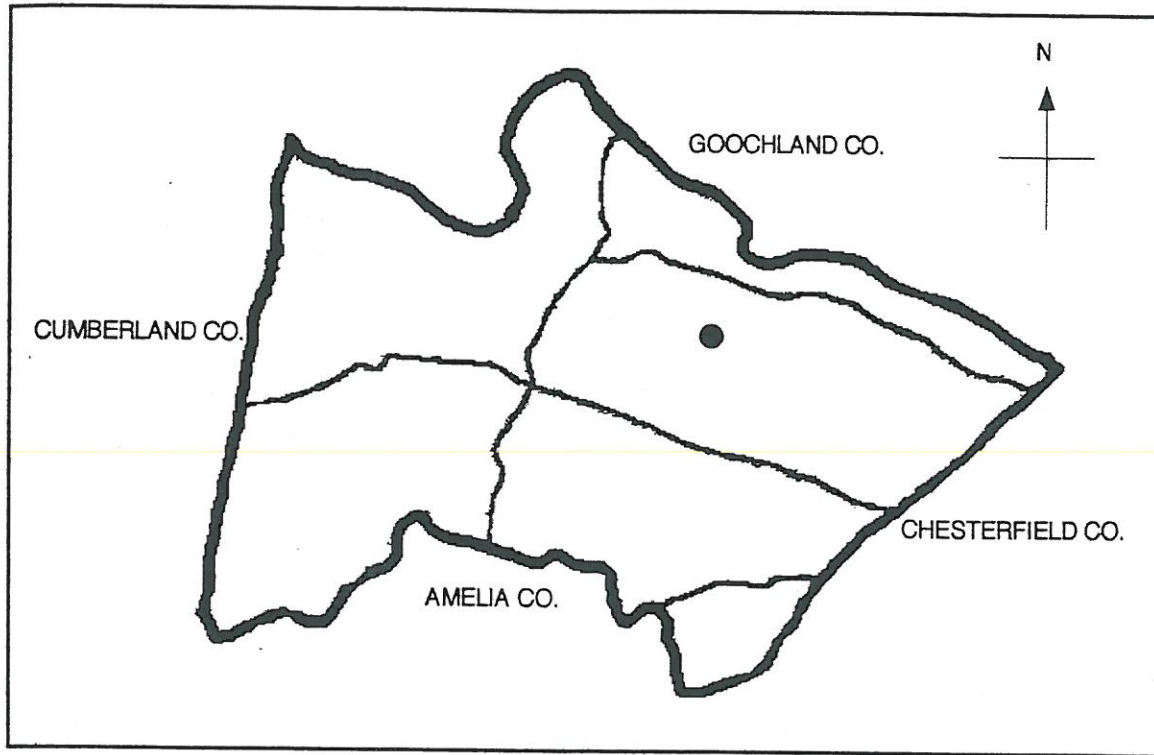 N
GOOCHLAND CO.
CUMBERLAND CO.
CHESTERFIELD CO.
AMELIA CO.